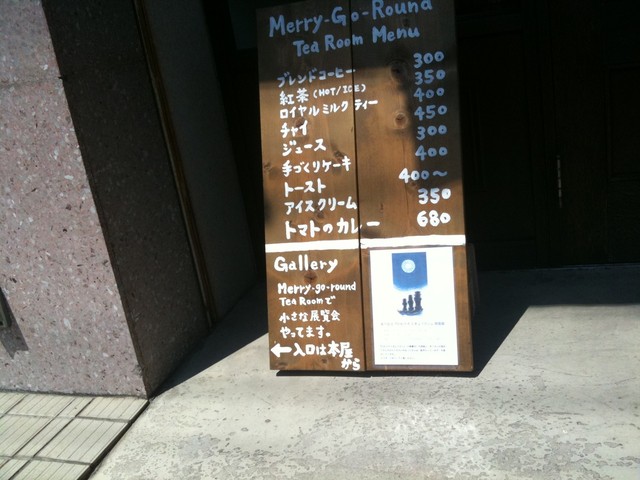 Merry-Go-Round
Tea Room Menu
ブレンドコーヒー 300
紅茶 (HOT/ICE) 350
ロイヤルミルクティー 400
チャイ 450
ジュース 300
手づくりケーキ 400
トースト 400〜
アイスクリーム 350
トマトのカレー 680
Gallery
Merry-go-round
Tea Roomで
小さな展覧会
やってます。
←入口は本屋
から